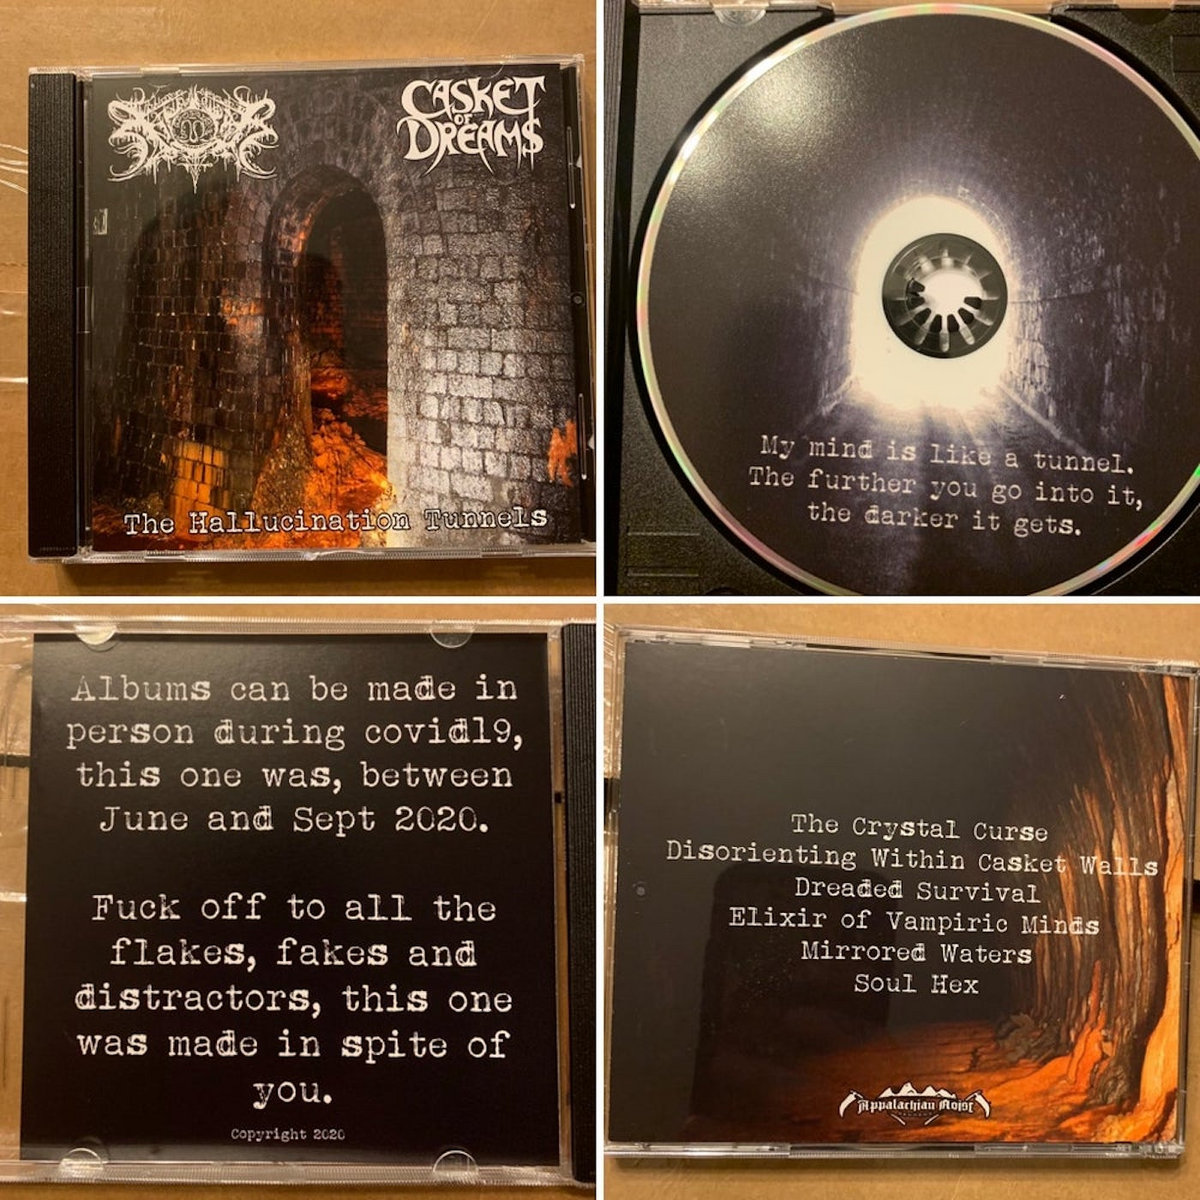 CASKET
OF
DREAMS
The Hallucination Tunnels
My mind is like a tunnel.
The further you go into it,
the darker it gets.
Albums can be made in
person during covid19,
this one was, between
June and Sept 2020.
Fuck off to all the
flakes, fakes and
distractors, this one
was made in spite of
you.
Copyright 2020
The Crystal Curse
Disorienting Within Casket Walls
Dreaded Survival
Elixir of Vampiric Minds
Mirrored Waters
Soul Hex
Appalachian Noise